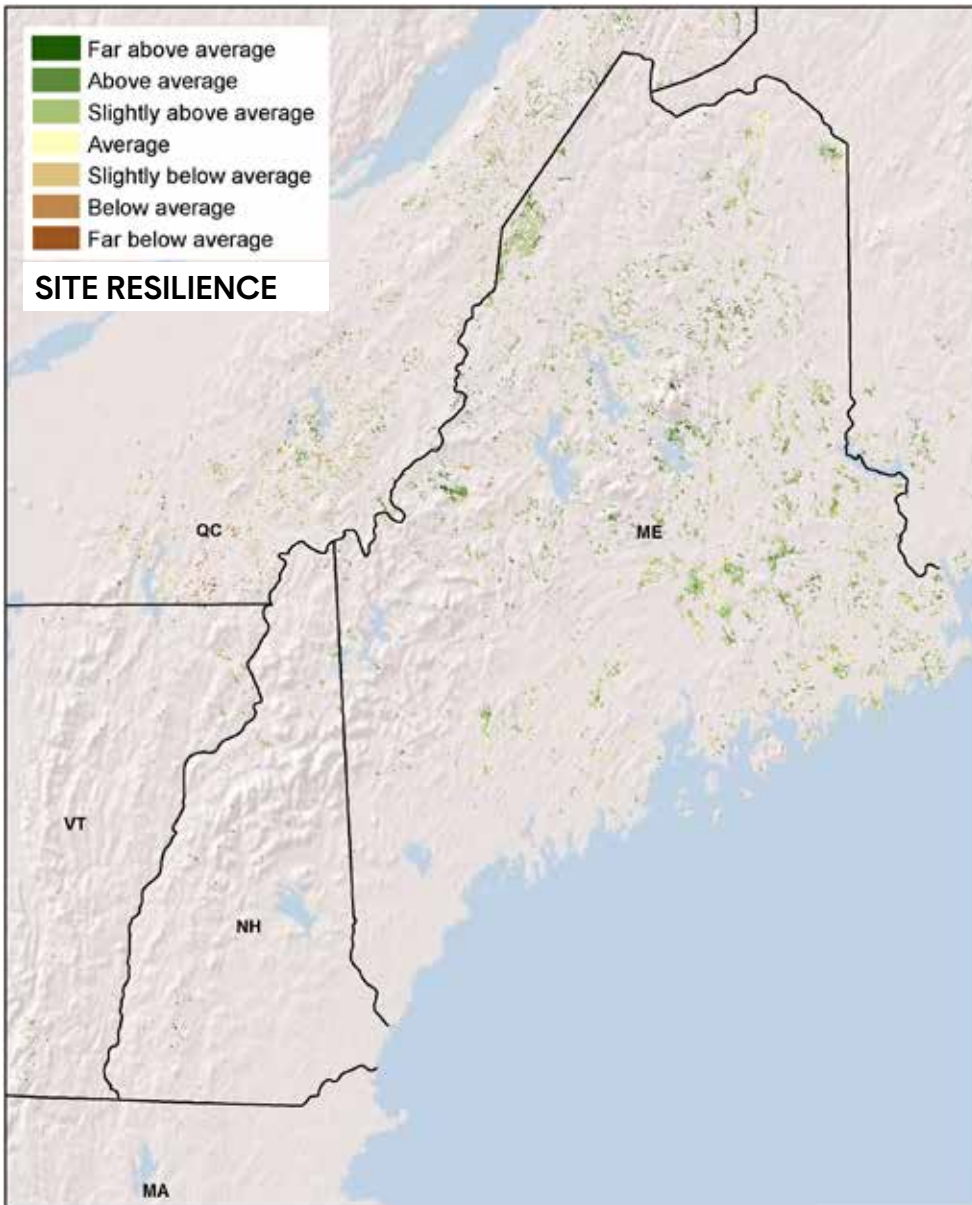 Far above average
Above average
Slightly above average
Average
Slightly below average
Below average
Far below average
SITE RESILIENCE
QC
ME
VT
NH
MA